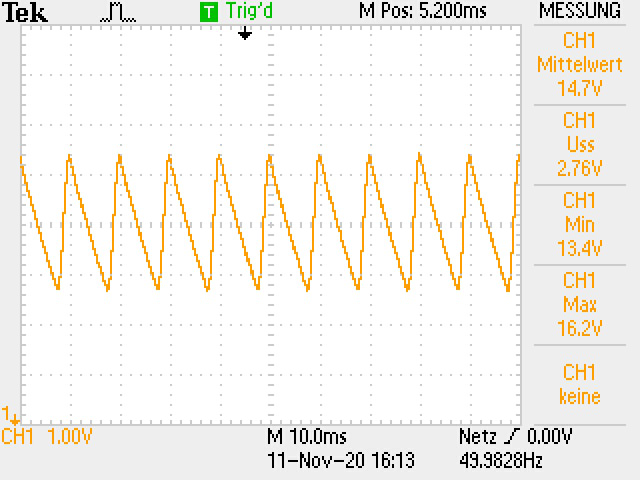 Tek T Trig'd M Pos: 5.200ms MESSUNG
CH1
Mittelwert
14.7V
CH1
Uss
2.76V
CH1
Min
13.4V
CH1
Max
16.2V
CH1
keine
1
CH1 1.00V M 10.0ms Netz 0.00V
11-Nov-20 16:13 49.9828Hz